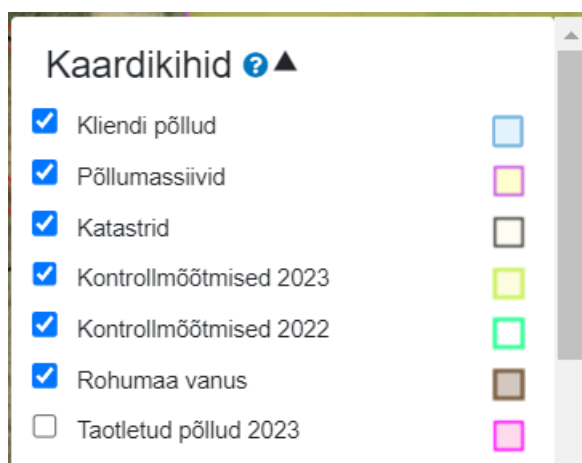 Kaardikihid ?
Kliendi põllud
Põllumassiivid
Katastrid
Kontrollmõõtmised 2023
Kontrollmõõtmised 2022
Rohumaa vanus
Taotletud põllud 2023